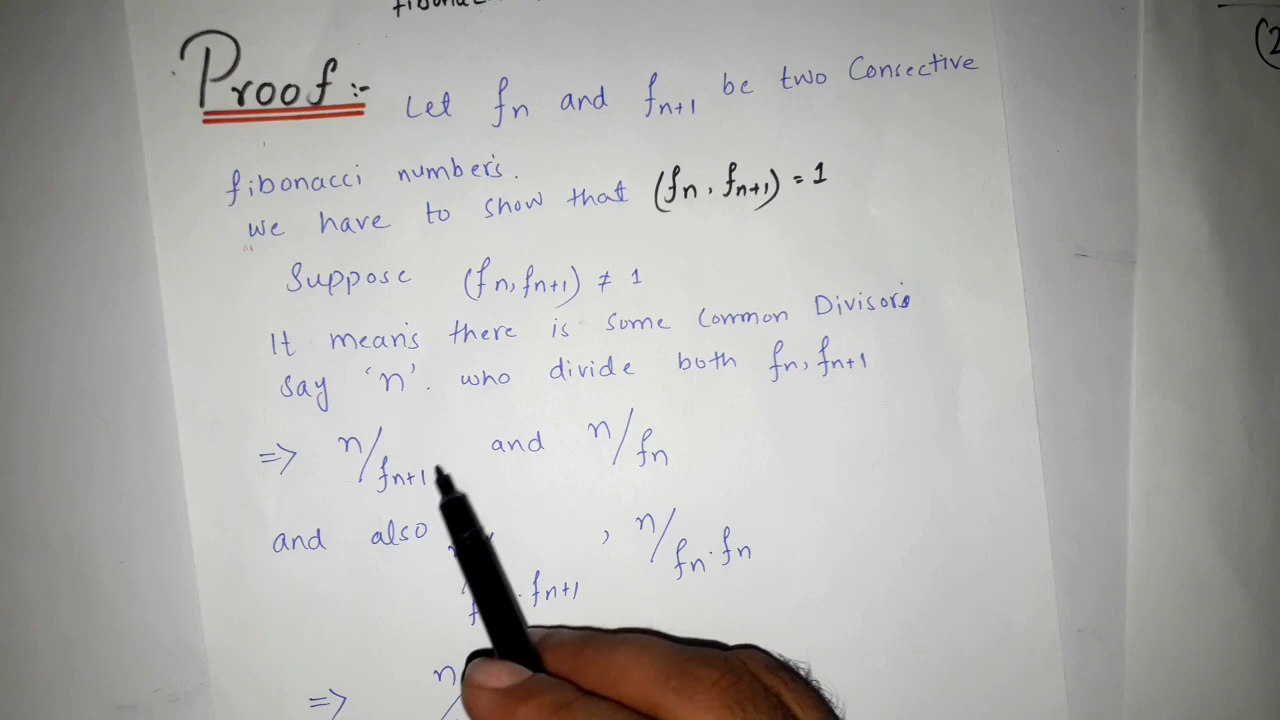 Proof:- Let fn and fn+1 be two Consective
fibonacci numbers.
we have to show that (fn, fn+1) = 1
Suppose (fn, fn+1) ≠ 1
It means there is some Common Divisors
say 'n'. who divide both fn, fn+1
=> n/fn+1 and n/fn
and also . fn+1 , n/fn.fn
=> n
(2